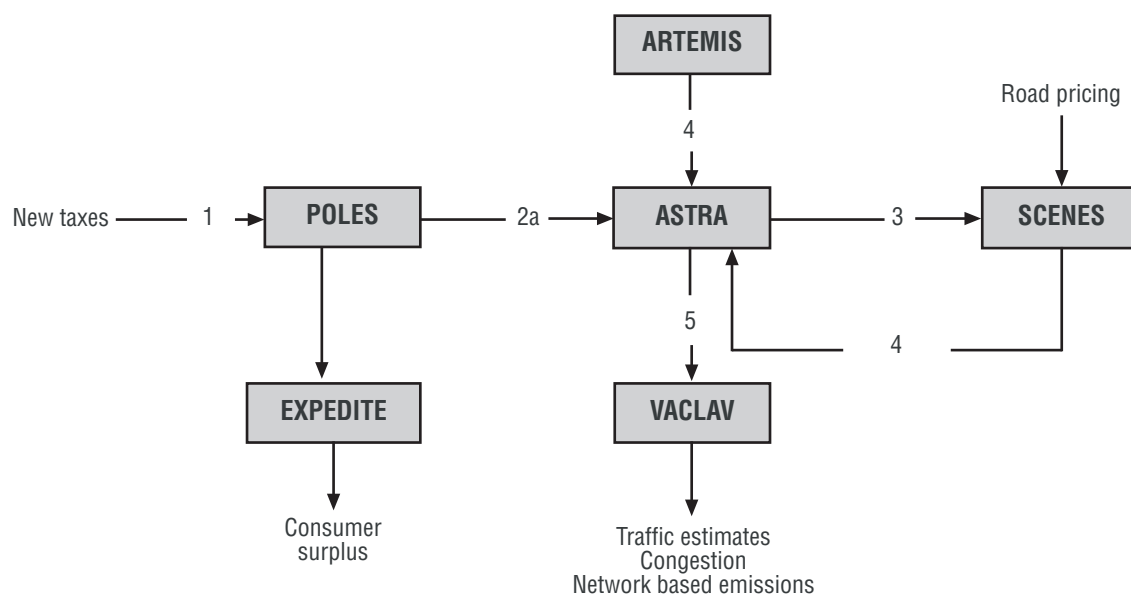 ARTEMIS
Road pricing
4
New taxes
1
POLES
2a
ASTRA
3
SCENES
5
4
EXPEDITE
VACLAV
Consumer
surplus
Traffic estimates
Congestion
Network based emissions